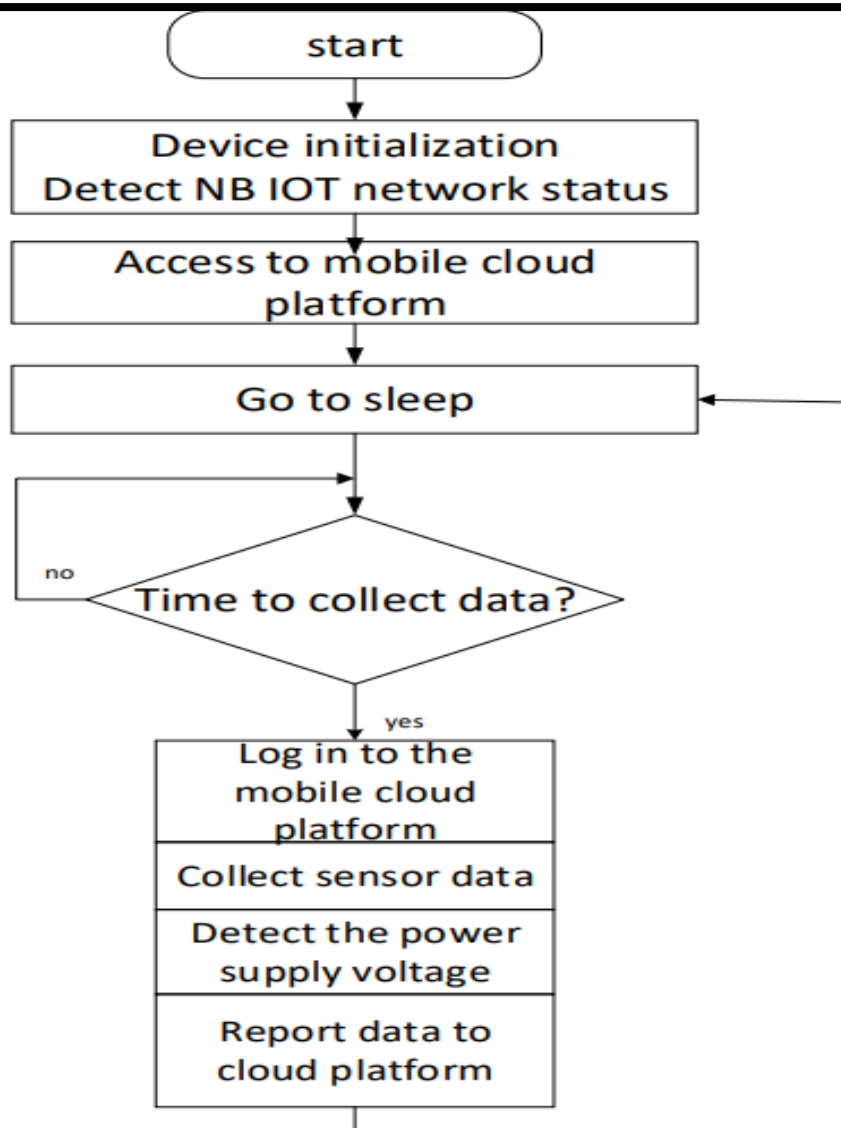 start
Device initialization
Detect NB IOT network status
Access to mobile cloud
platform
Go to sleep
no
Time to collect data?
yes
Log in to the
mobile cloud
platform
Collect sensor data
Detect the power
supply voltage
Report data to
cloud platform